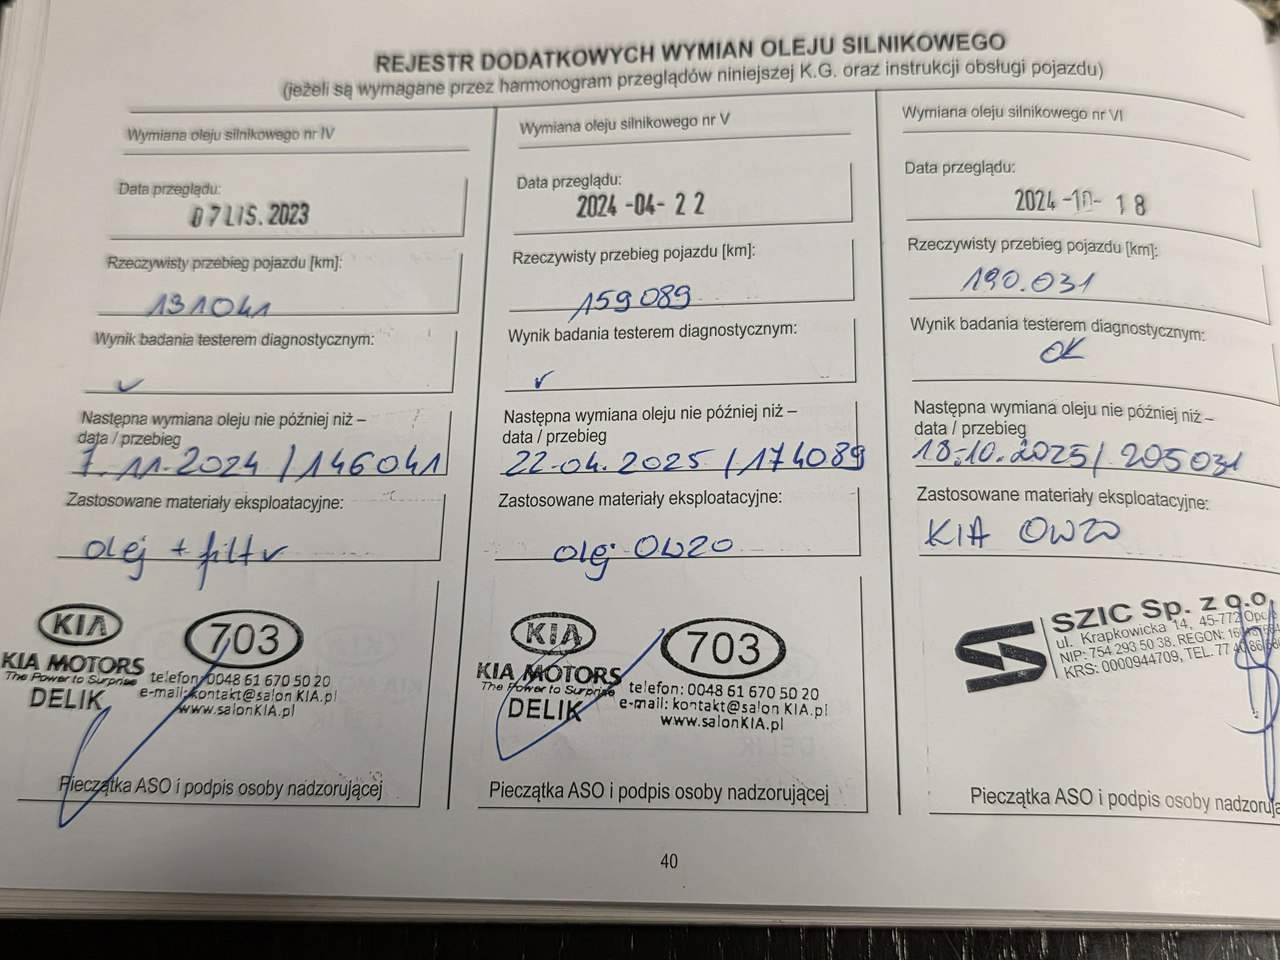 REJESTR DODATKOWYCH WYMIAN OLEJU SILNIKOWEGO
(jeżeli są wymagane przez harmonogram przeglądów niniejszej K.G. oraz instrukcji obsługi pojazdu)
Wymiana oleju silnikowego nr IV
Data przeglądu:
07 LIS. 2023
Rzeczywisty przebieg pojazdu [km]:
131041
Wynik badania testerem diagnostycznym:
✓
Następna wymiana oleju nie później niż –
data / przebieg
7.11.2024 / 146041
Zastosowane materiały eksploatacyjne:
olej + filtr
KIA
703
KIA MOTORS
The Power to Surprise
DELIK
telefon: 0048 61 670 50 20
e-mail: kontakt@salon KIA.pl
www.salonKIA.pl
Pieczątka ASO i podpis osoby nadzorującej
Wymiana oleju silnikowego nr V
Data przeglądu:
2024 -04- 22
Rzeczywisty przebieg pojazdu [km]:
159089
Wynik badania testerem diagnostycznym:
✓
Następna wymiana oleju nie później niż –
data / przebieg
22.04.2025 / 174089
Zastosowane materiały eksploatacyjne:
olej 0W20
KIA
703
KIA MOTORS
The Power to Surprise
DELIK
telefon: 0048 61 670 50 20
e-mail: kontakt@salon KIA.pl
www.salonKIA.pl
Pieczątka ASO i podpis osoby nadzorującej
Wymiana oleju silnikowego nr VI
Data przeglądu:
2024 -10- 18
Rzeczywisty przebieg pojazdu [km]:
190.031
Wynik badania testerem diagnostycznym:
OK
Następna wymiana oleju nie później niż –
data / przebieg
18.10.2025 / 205031
Zastosowane materiały eksploatacyjne:
KIA 0W20
SZIC Sp. z o.o.
ul. Krapkowicka 14, 45-772
NIP: 754 293 50 38, REGON:
KRS: 0000944709, TEL.
Pieczątka ASO i podpis osoby nadzorują
40